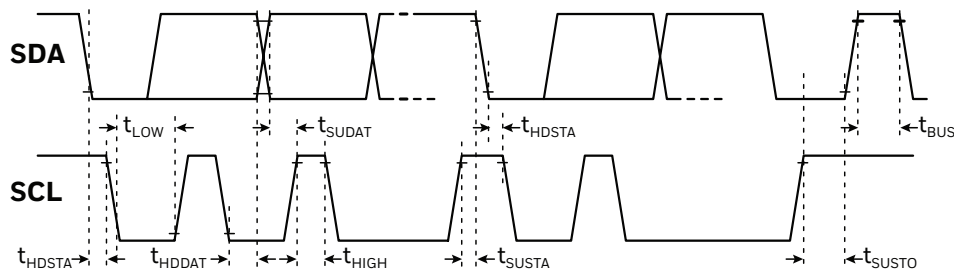 SDA
tLOW tSUDAT tHDSTA tBUS
SCL
tHDSTA tHDDAT tHIGH tSUSTA tSUSTO